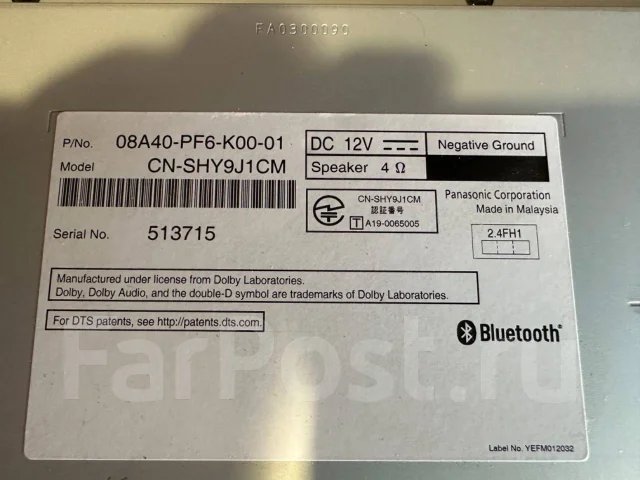 FA0300090
P/No. 08A40-PF6-K00-01
Model CN-SHY9J1CM
Serial No. 513715
DC 12V
Speaker 4 Ω
Negative Ground
CN-SHY9J1CM
認証番号
T A19-0065005
Panasonic Corporation
Made in Malaysia
2.4FH1
Manufactured under license from Dolby Laboratories.
Dolby, Dolby Audio, and the double-D symbol are trademarks of Dolby Laboratories.
For DTS patents, see http://patents.dts.com.
Bluetooth®
FarPost.ru
Label No. YEFM012032